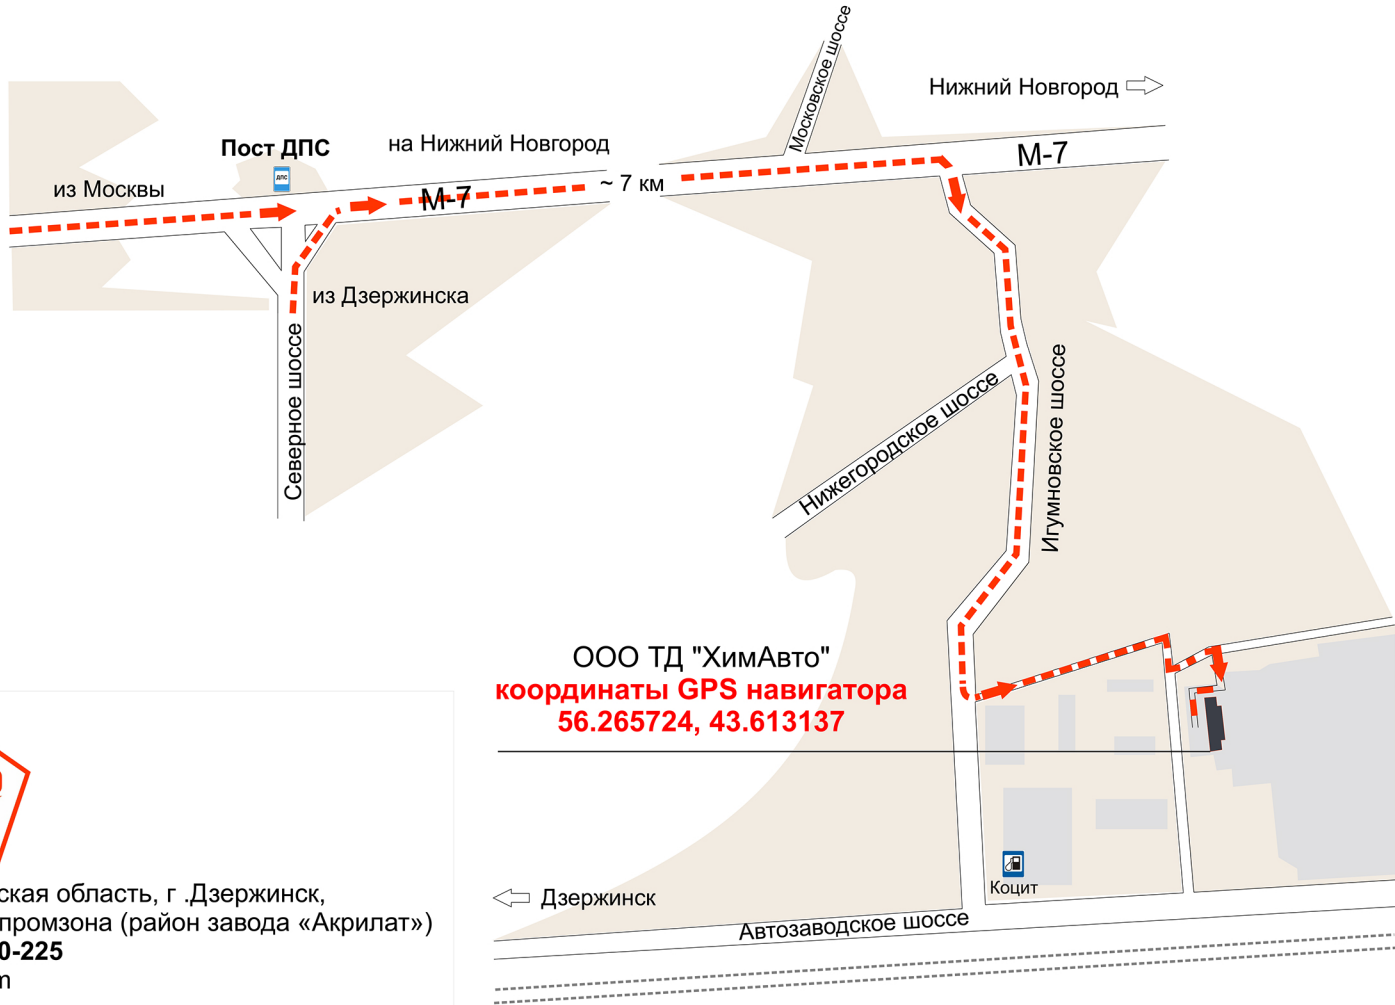 Московское шоссе
Нижний Новгород
Пост ДПС
на Нижний Новгород
М-7
ДПС
из Москвы
М-7
~ 7 км
из Дзержинска
Северное шоссе
Нижегородское шоссе
Игумновское шоссе
ООО ТД "ХимАвто"
координаты GPS навигатора
56.265724, 43.613137
Коцит
Дзержинск
Автозаводское шоссе
ская область, г .Дзержинск,
промзона (район завода «Акрилат»)
0-225
m